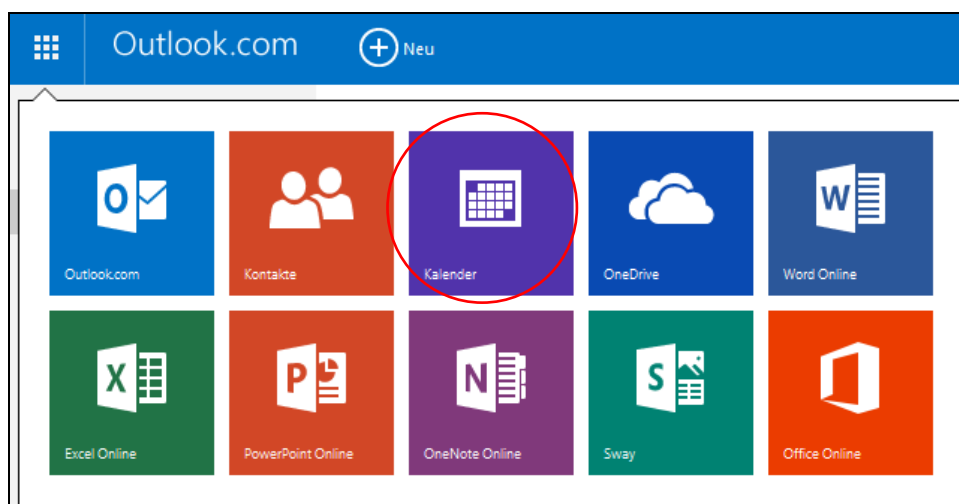 Outlook.com
Neu
O
W
Outlook.com
Kontakte
Kalender
OneDrive
Word Online
X
P
N
S
Excel Online
PowerPoint Online
OneNote Online
Sway
Office Online